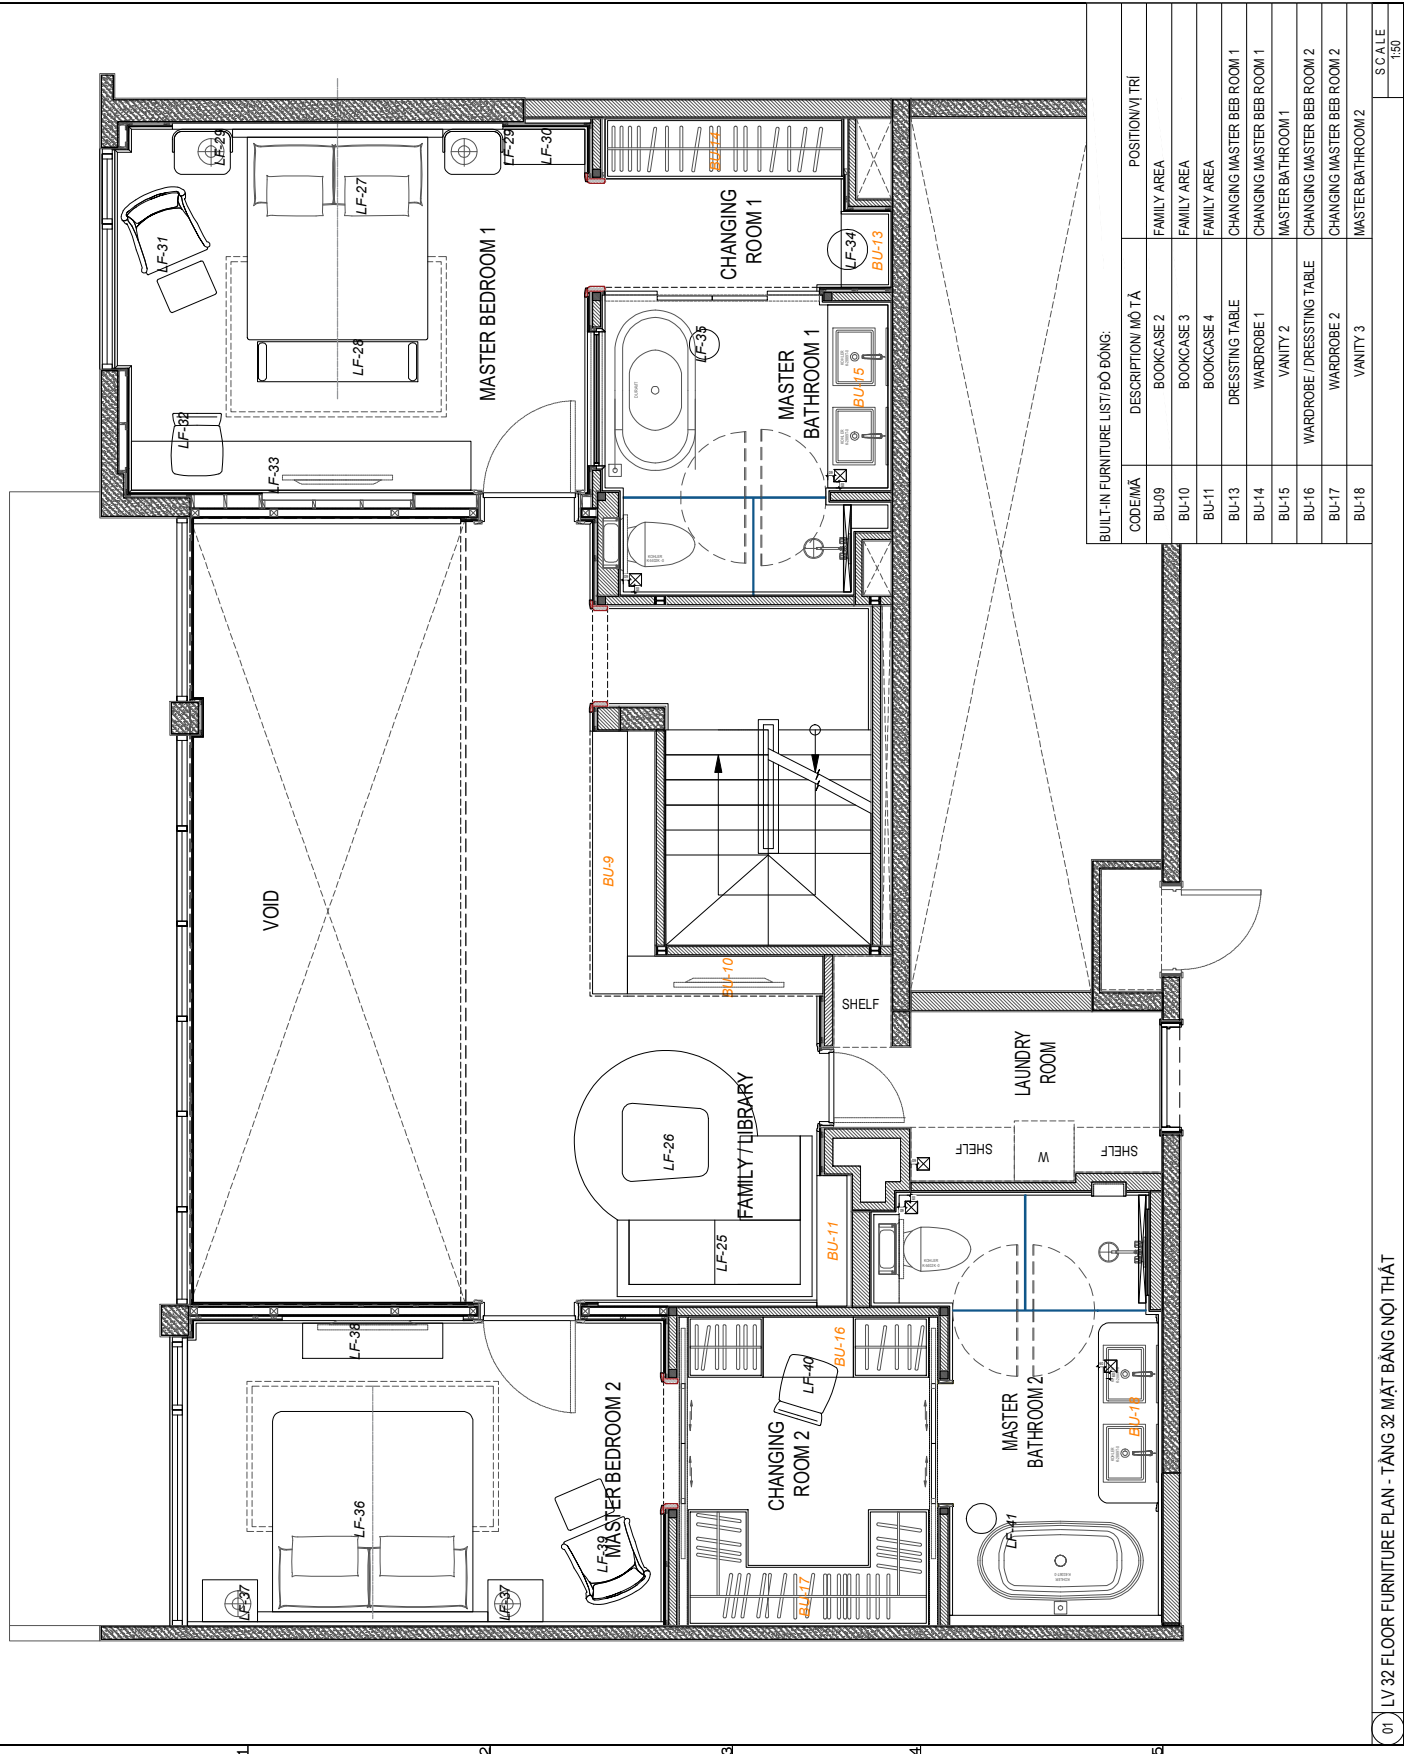 MASTER BEDROOM 1
LF-27
LF-28
LF-29
LF-29
LF-30
LF-31
LF-32
LF-33
CHANGING
ROOM 1
BU-14
LF-34
BU-13
MASTER
BATHROOM 1
LF-35
BU-15
VOID
BU-9
BU-10
SHELF
LAUNDRY
ROOM
SHELF
W
SHELF
FAMILY / LIBRARY
LF-26
LF-25
BU-11
MASTER BEDROOM 2
LF-36
LF-37
LF-37
LF-38
LF-39
CHANGING
ROOM 2
LF-40
BU-16
BU-17
MASTER
BATHROOM 2
LF-41
BU-18
BUILT-IN FURNITURE LIST/ ĐỒ ĐÓNG:
CODE/MÃ DESCRIPTION/ MÔ TẢ POSITION/VỊ TRÍ
BU-09 BOOKCASE 2 FAMILY AREA
BU-10 BOOKCASE 3 FAMILY AREA
BU-11 BOOKCASE 4 FAMILY AREA
BU-13 DRESSTING TABLE CHANGING MASTER BEB ROOM 1
BU-14 WARDROBE 1 CHANGING MASTER BEB ROOM 1
BU-15 VANITY 2 MASTER BATHROOM 1
BU-16 WARDROBE / DRESSTING TABLE CHANGING MASTER BEB ROOM 2
BU-17 WARDROBE 2 CHANGING MASTER BEB ROOM 2
BU-18 VANITY 3 MASTER BATHROOM 2
01 LV 32 FLOOR FURNITURE PLAN - TẦNG 32 MẶT BẰNG NỘI THẤT
SCALE
1:50
1
2
3
4
5